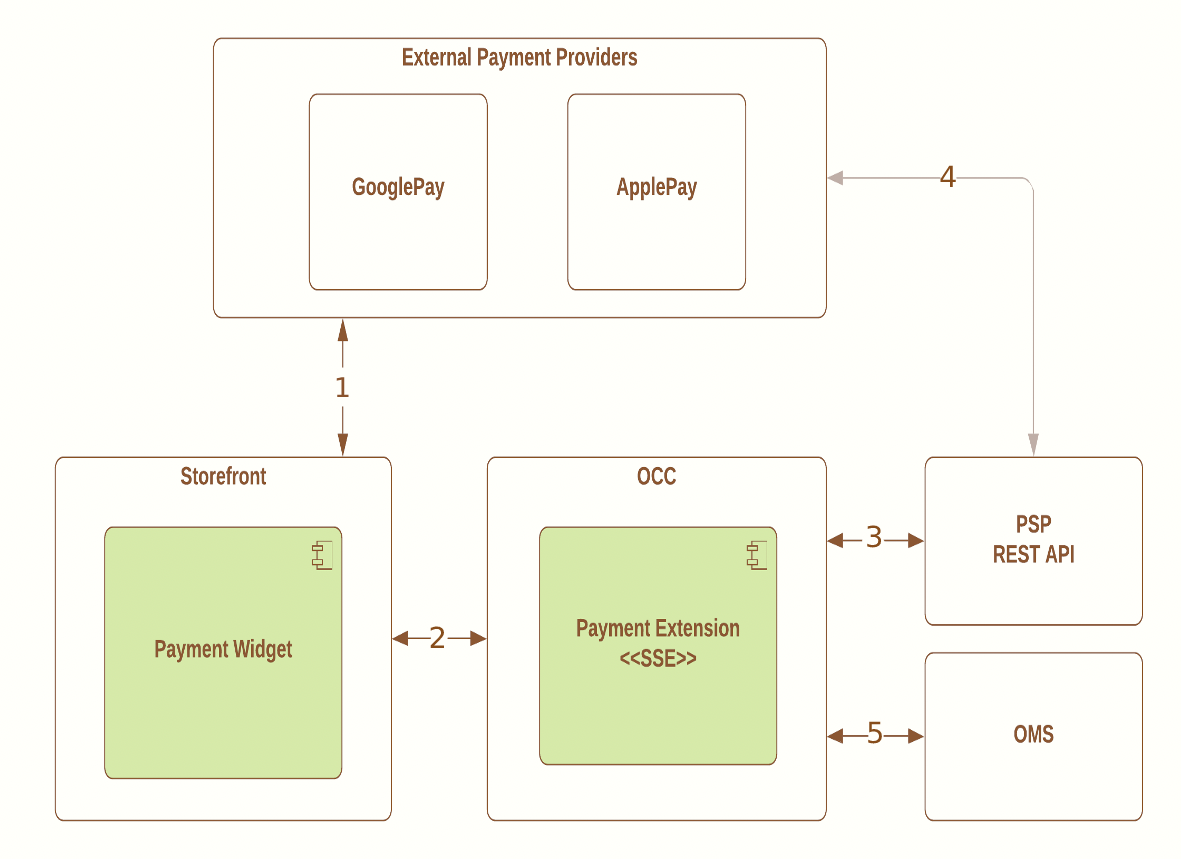 External Payment Providers
GooglePay
ApplePay
4
1
Storefront
OCC
PSP
REST API
3
Payment Widget
2
Payment Extension
<<SSE>>
5
OMS